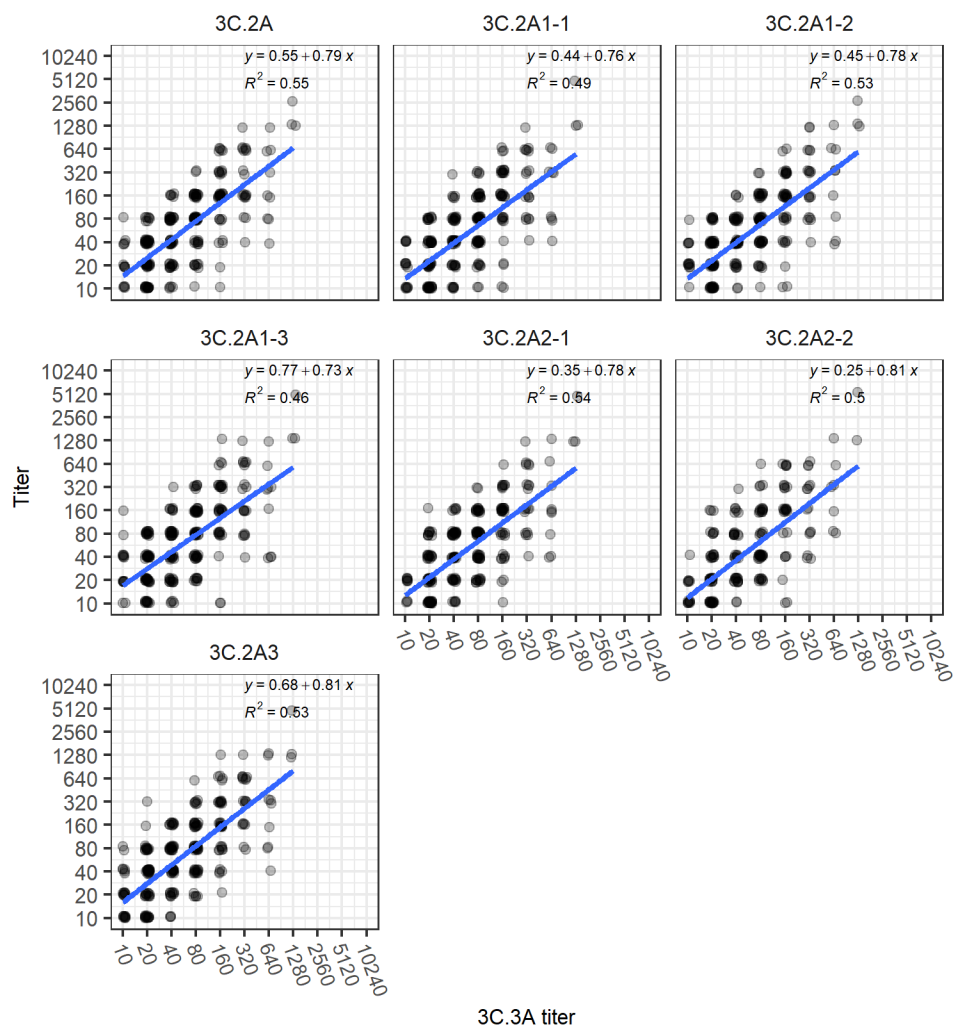 3C.2A 3C.2A1-1 3C.2A1-2
10240 y = 0.55 + 0.79 x y = 0.44 + 0.76 x y = 0.45 + 0.78 x
5120 R² = 0.55 R² = 0.49 R² = 0.53
2560
1280
640
320
160
80
40
20
10
3C.2A1-3 3C.2A2-1 3C.2A2-2
10240 y = 0.77 + 0.73 x y = 0.35 + 0.78 x y = 0.25 + 0.81 x
5120 R² = 0.46 R² = 0.54 R² = 0.5
2560
1280
640
320
160
80
40
20
10
10 20 40 80 160 320 640 1280 2560 5120 10240 10 20 40 80 160 320 640 1280 2560 5120 10240
Titer
3C.2A3
10240 y = 0.68 + 0.81 x
5120 R² = 0.53
2560
1280
640
320
160
80
40
20
10
10 20 40 80 160 320 640 1280 2560 5120 10240
3C.3A titer